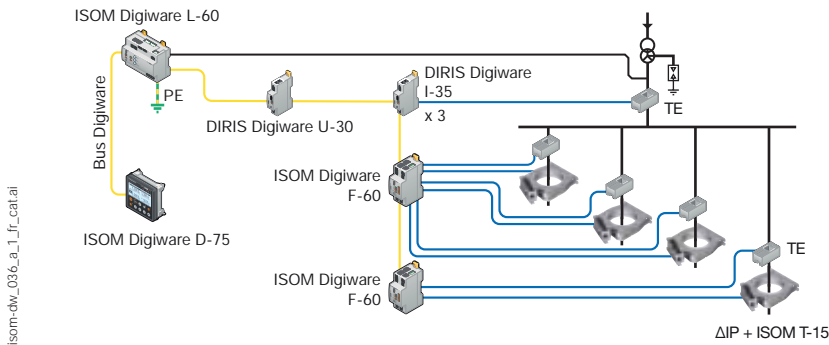 ISOM Digiware L-60
PE
Bus Digiware
DIRIS Digiware U-30
DIRIS Digiware
I-35
x 3
TE
ISOM Digiware
F-60
ISOM Digiware D-75
ISOM Digiware
F-60
TE
ΔIP + ISOM T-15
isom-dw_036_a_1_fr_cat.ai